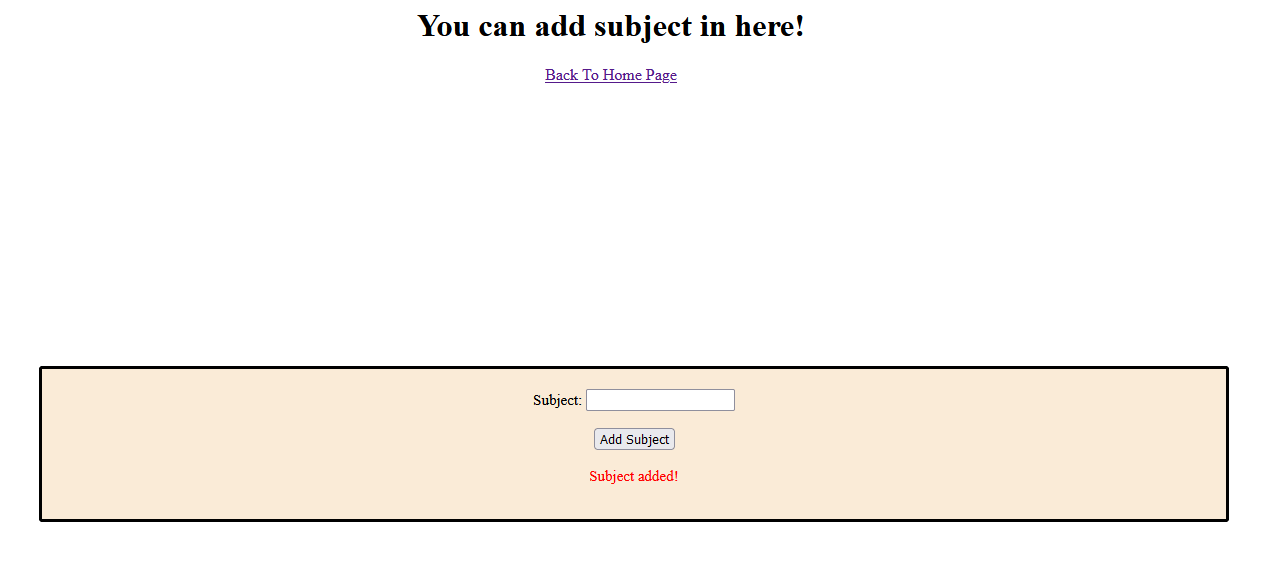 You can add subject in here!
Back To Home Page
Subject:
Add Subject
Subject added!